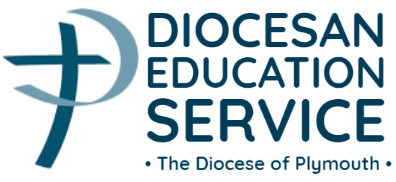 DIOCESAN
EDUCATION
SERVICE
• The Diocese of Plymouth •